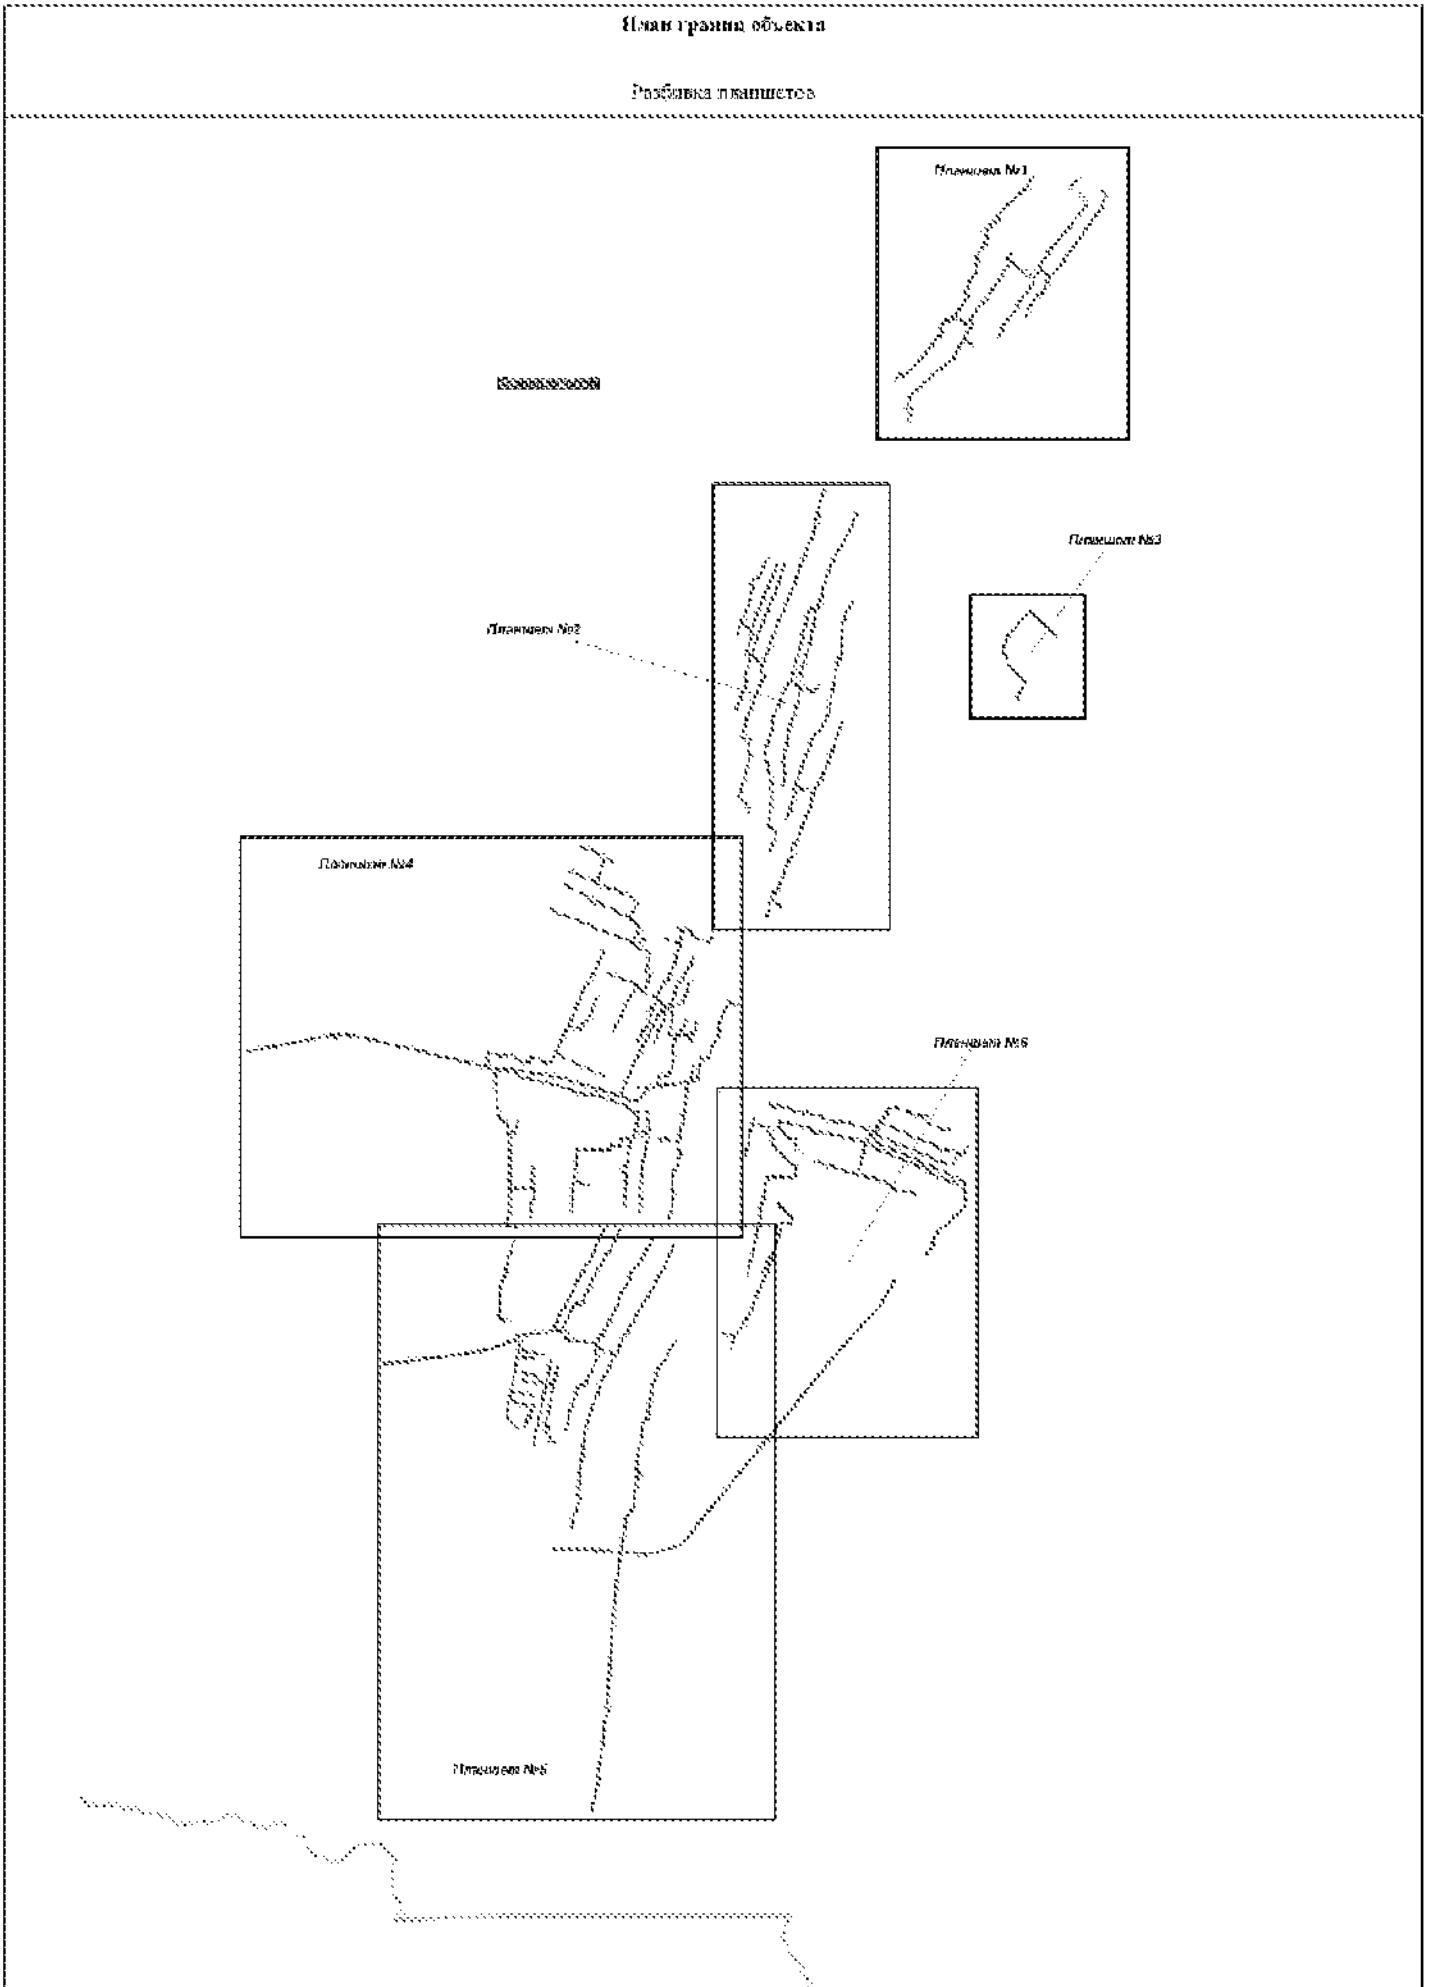 План границ объекта
Разбивка планшетов
Планшет №1
Планшет №3
Планшет №2
Планшет №4
Планшет №6
Планшет №5